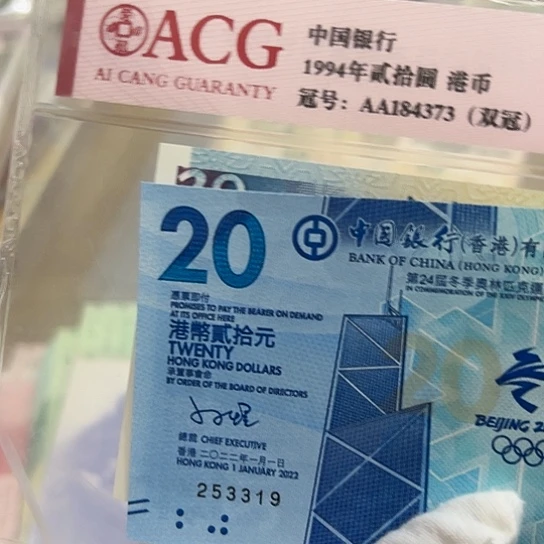 ACG
AI CANG GUARANTY
中国银行
1994年贰拾圆 港币
冠号：AA184373（双冠）
20
20
中国银行(香港)有
BANK OF CHINA (HONG KONG)
第24屆冬季奧林匹克運
IN COMMEMORATION OF THE XXIV OLYMPIC
憑票即付
PROMISES TO PAY THE BEARER ON DEMAND
AT ITS OFFICE HERE
港幣貳拾元
TWENTY
HONG KONG DOLLARS
承董事會命
BY ORDER OF THE BOARD OF DIRECTORS
20
BEIJING 2
總裁 CHIEF EXECUTIVE
香港 二〇二二年一月一日
HONG KONG 1 JANUARY 2022
253319